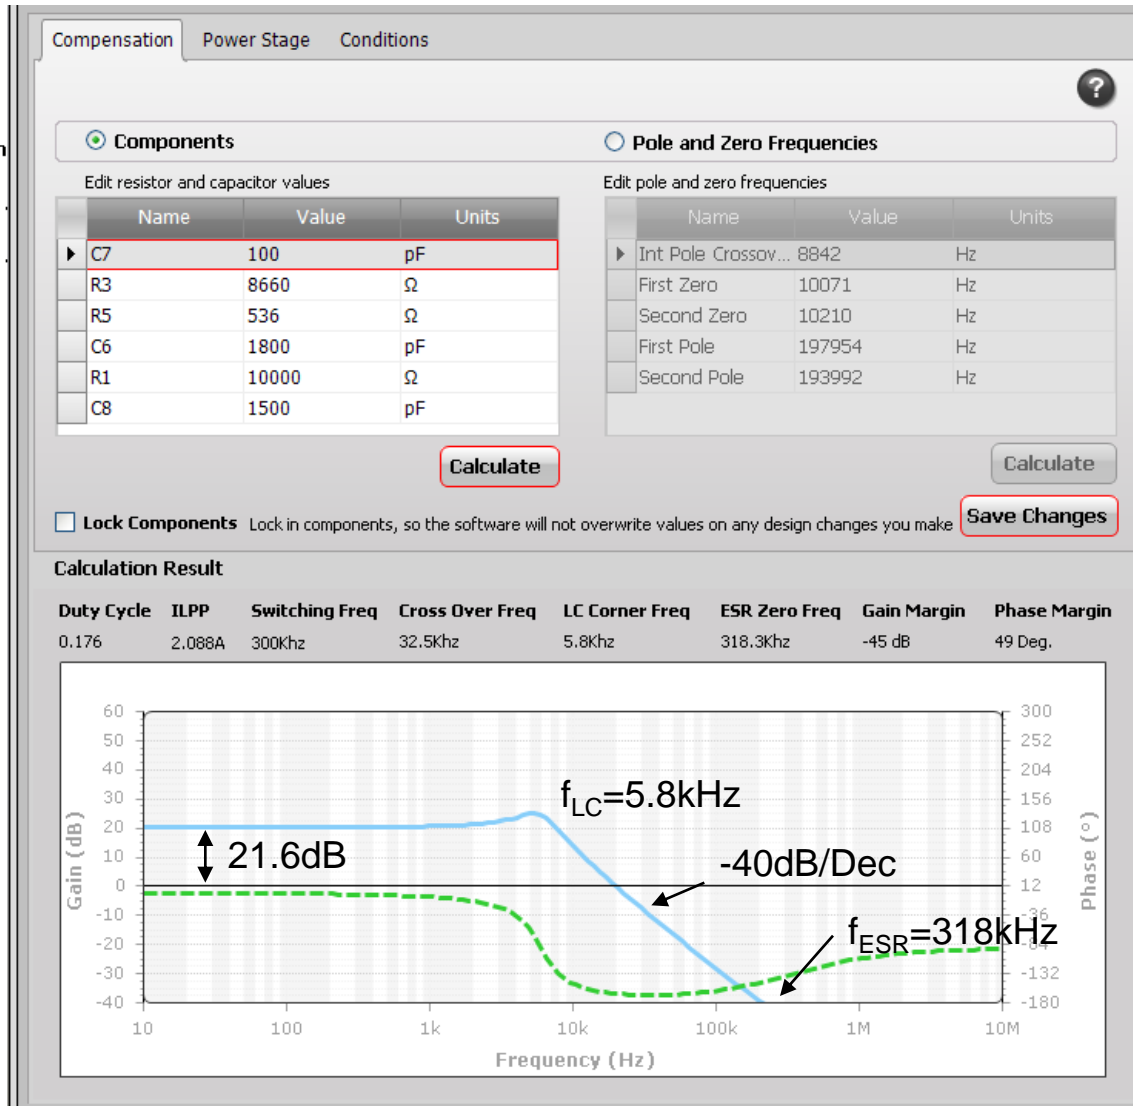 Compensation Power Stage Conditions
?
Components Pole and Zero Frequencies
Edit resistor and capacitor values Edit pole and zero frequencies
Name Value Units Name Value Units
C7 100 pF Int Pole Crossov... 8842 Hz
R3 8660 Ω First Zero 10071 Hz
R5 536 Ω Second Zero 10210 Hz
C6 1800 pF First Pole 197954 Hz
R1 10000 Ω Second Pole 193992 Hz
C8 1500 pF
Calculate Calculate
Lock Components Lock in components, so the software will not overwrite values on any design changes you make Save Changes
Calculation Result
Duty Cycle ILPP Switching Freq Cross Over Freq LC Corner Freq ESR Zero Freq Gain Margin Phase Margin
0.176 2.088A 300Khz 32.5Khz 5.8Khz 318.3Khz -45 dB 49 Deg.
60 300
50 252
40 204
30 fLC=5.8kHz 156
20 108
10 21.6dB -40dB/Dec 60
0 12
-10 -36
-20 fESR=318kHz -84
-30 -132
-40 -180
Gain (dB) Phase (°)
10 100 1k 10k 100k 1M 10M
Frequency (Hz)